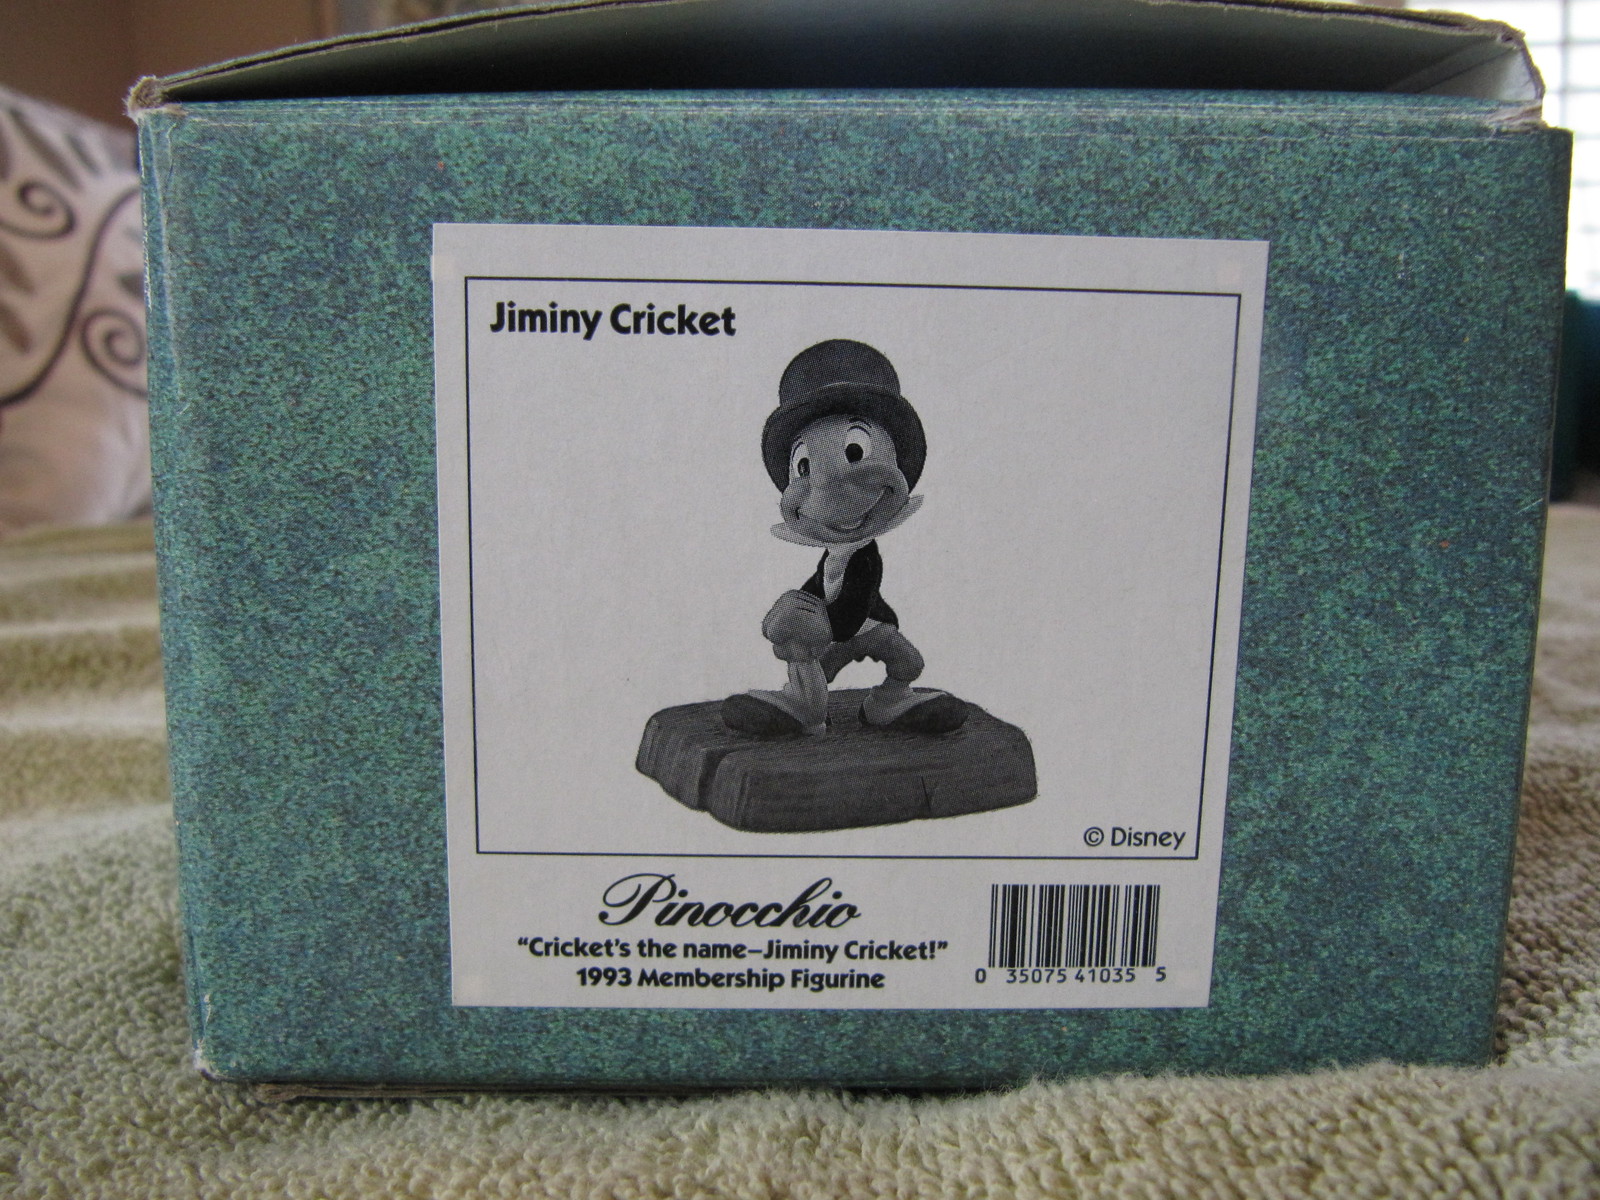 Jiminy Cricket
© Disney
Pinocchio
"Cricket's the name–Jiminy Cricket!"
1993 Membership Figurine
0 35075 41035 5